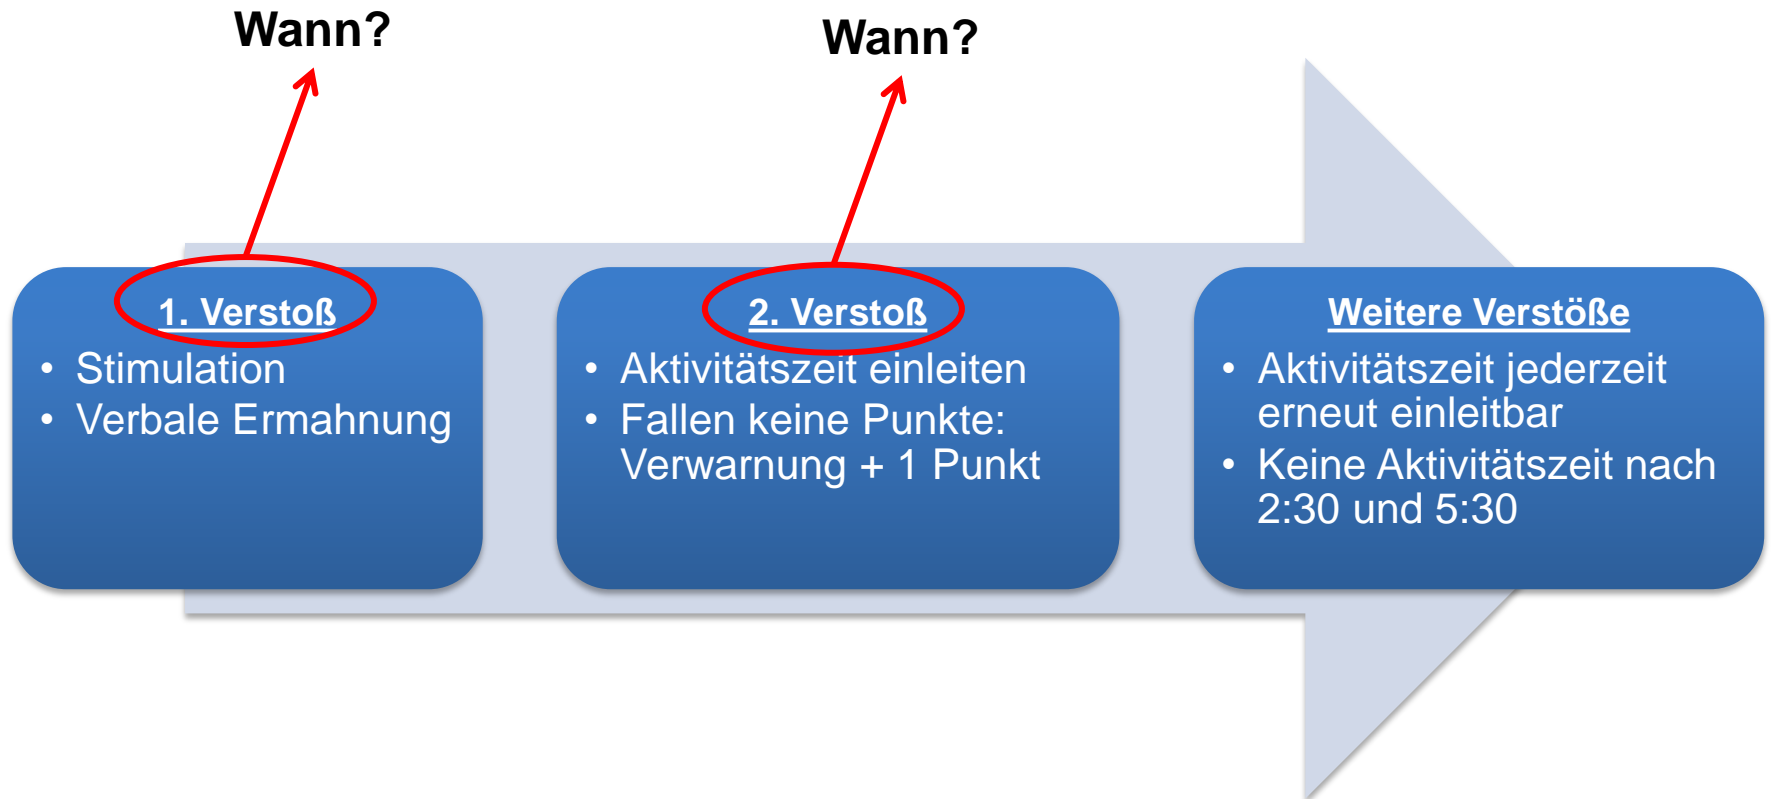 Wann?
Wann?
1. Verstoß
• Stimulation
• Verbale Ermahnung
2. Verstoß
• Aktivitätszeit einleiten
• Fallen keine Punkte:
Verwarnung + 1 Punkt
Weitere Verstöße
• Aktivitätszeit jederzeit
erneut einleitbar
• Keine Aktivitätszeit nach
2:30 und 5:30